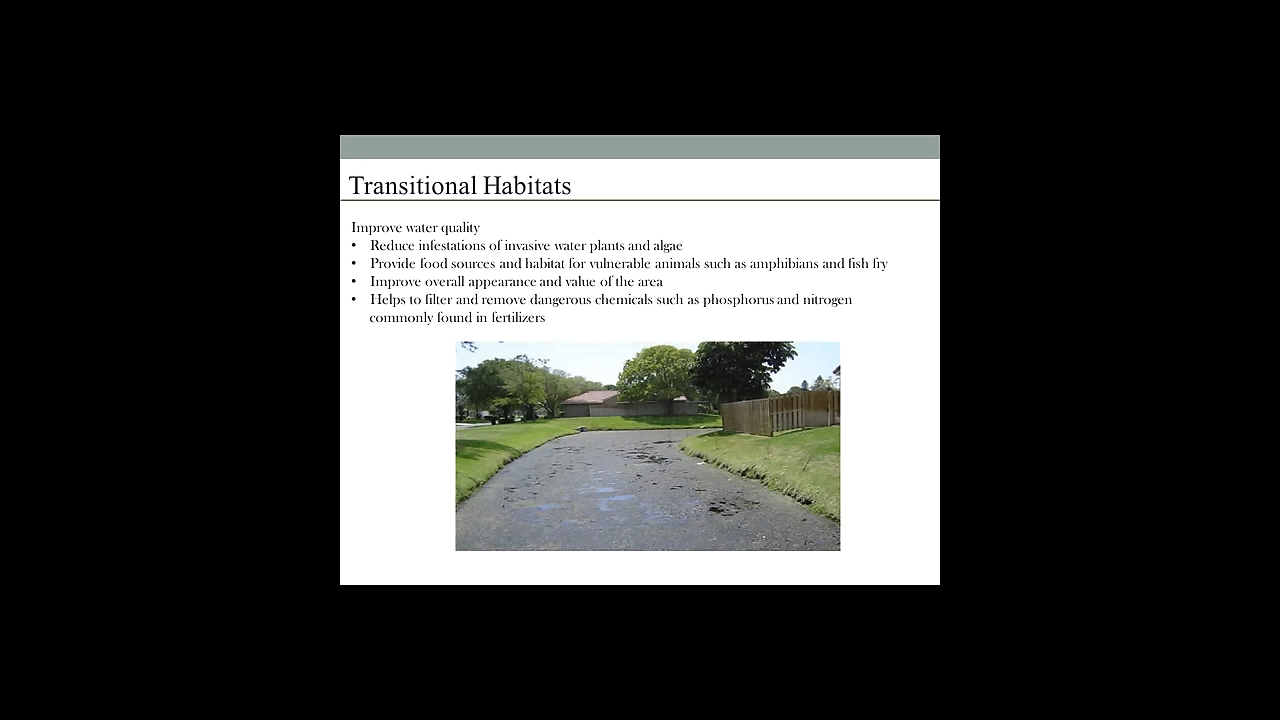 Transitional Habitats
Improve water quality
• Reduce infestations of invasive water plants and algae
• Provide food sources and habitat for vulnerable animals such as amphibians and fish fry
• Improve overall appearance and value of the area
• Helps to filter and remove dangerous chemicals such as phosphorus and nitrogen
commonly found in fertilizers